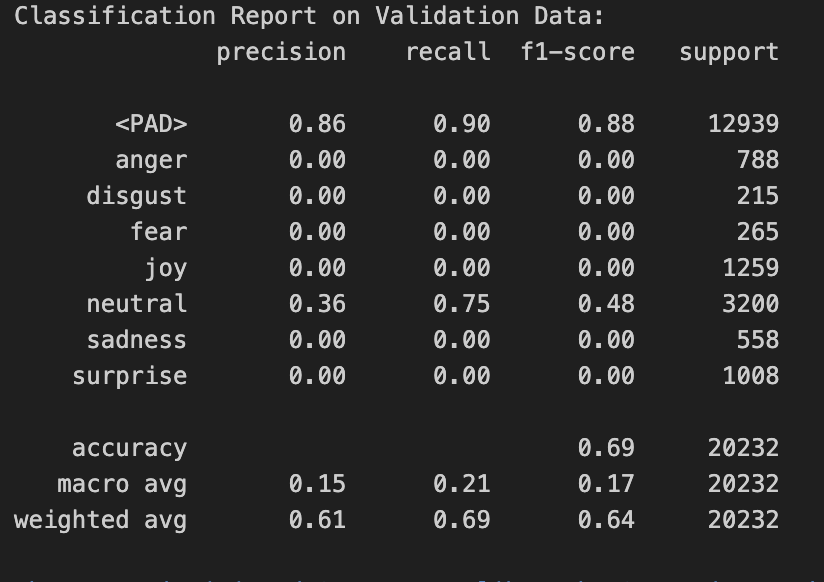 Classification Report on Validation Data:
precision recall f1-score support
<PAD> 0.86 0.90 0.88 12939
anger 0.00 0.00 0.00 788
disgust 0.00 0.00 0.00 215
fear 0.00 0.00 0.00 265
joy 0.00 0.00 0.00 1259
neutral 0.36 0.75 0.48 3200
sadness 0.00 0.00 0.00 558
surprise 0.00 0.00 0.00 1008
accuracy 0.69 20232
macro avg 0.15 0.21 0.17 20232
weighted avg 0.61 0.69 0.64 20232